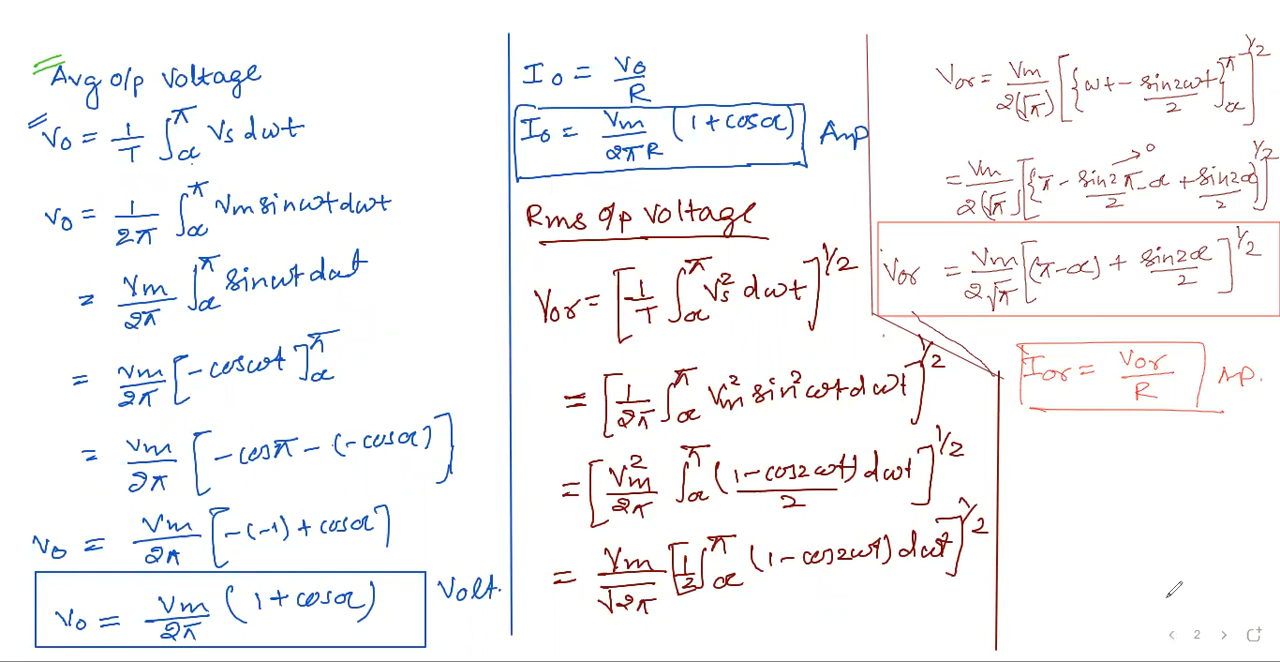 Avg o/p Voltage
V0 = 1/T ∫α^π Vs dωt
V0 = 1/2π ∫α^π Vm sinωt dωt
= Vm/2π ∫α^π sinωt dωt
= Vm/2π [-cosωt]α^π
= Vm/2π [-cosπ - (-cosα)]
V0 = Vm/2π [-(-1) + cosα]
V0 = Vm/2π (1 + cosα) Volt.
I0 = V0/R
I0 = Vm/2πR (1 + cosα) Amp
Rms o/p Voltage
Vor = [1/T ∫α^π Vs² dωt]^1/2
= [1/2π ∫α^π Vm² sin²ωt dωt]^1/2
= [Vm²/2π ∫α^π (1 - cos2ωt)/2 dωt]^1/2
= Vm/√2π [1/2 ∫α^π (1 - cos2ωt) dωt]^1/2
Vor = Vm/2(√π) [{ωt - sin2ωt/2}α^π]^1/2
= Vm/2(√π) [{π - sin2π/2 → 0 - α + sin2α/2}]^1/2
Vor = Vm/2√π [(π - α) + sin2α/2]^1/2
Ior = Vor/R Ap.
< 2 >